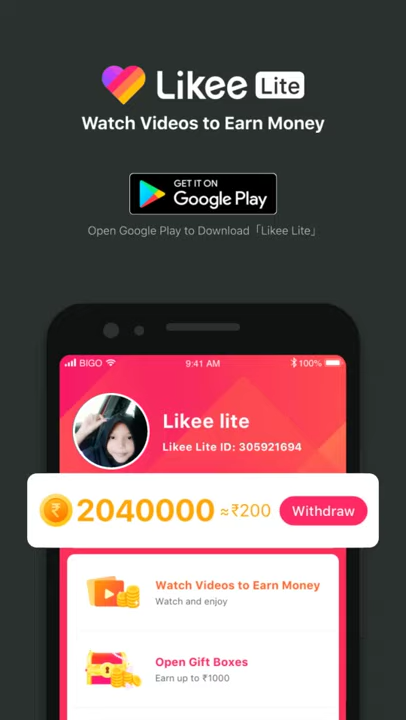 Likee Lite
Watch Videos to Earn Money
GET IT ON
Google Play
Open Google Play to Download「Likee Lite」
BIGO 9:41 AM 100%
Likee lite
Likee Lite ID: 305921694
₹ 2040000 ≈₹200 Withdraw
Watch Videos to Earn Money
Watch and enjoy
Open Gift Boxes
Earn up to ₹1000